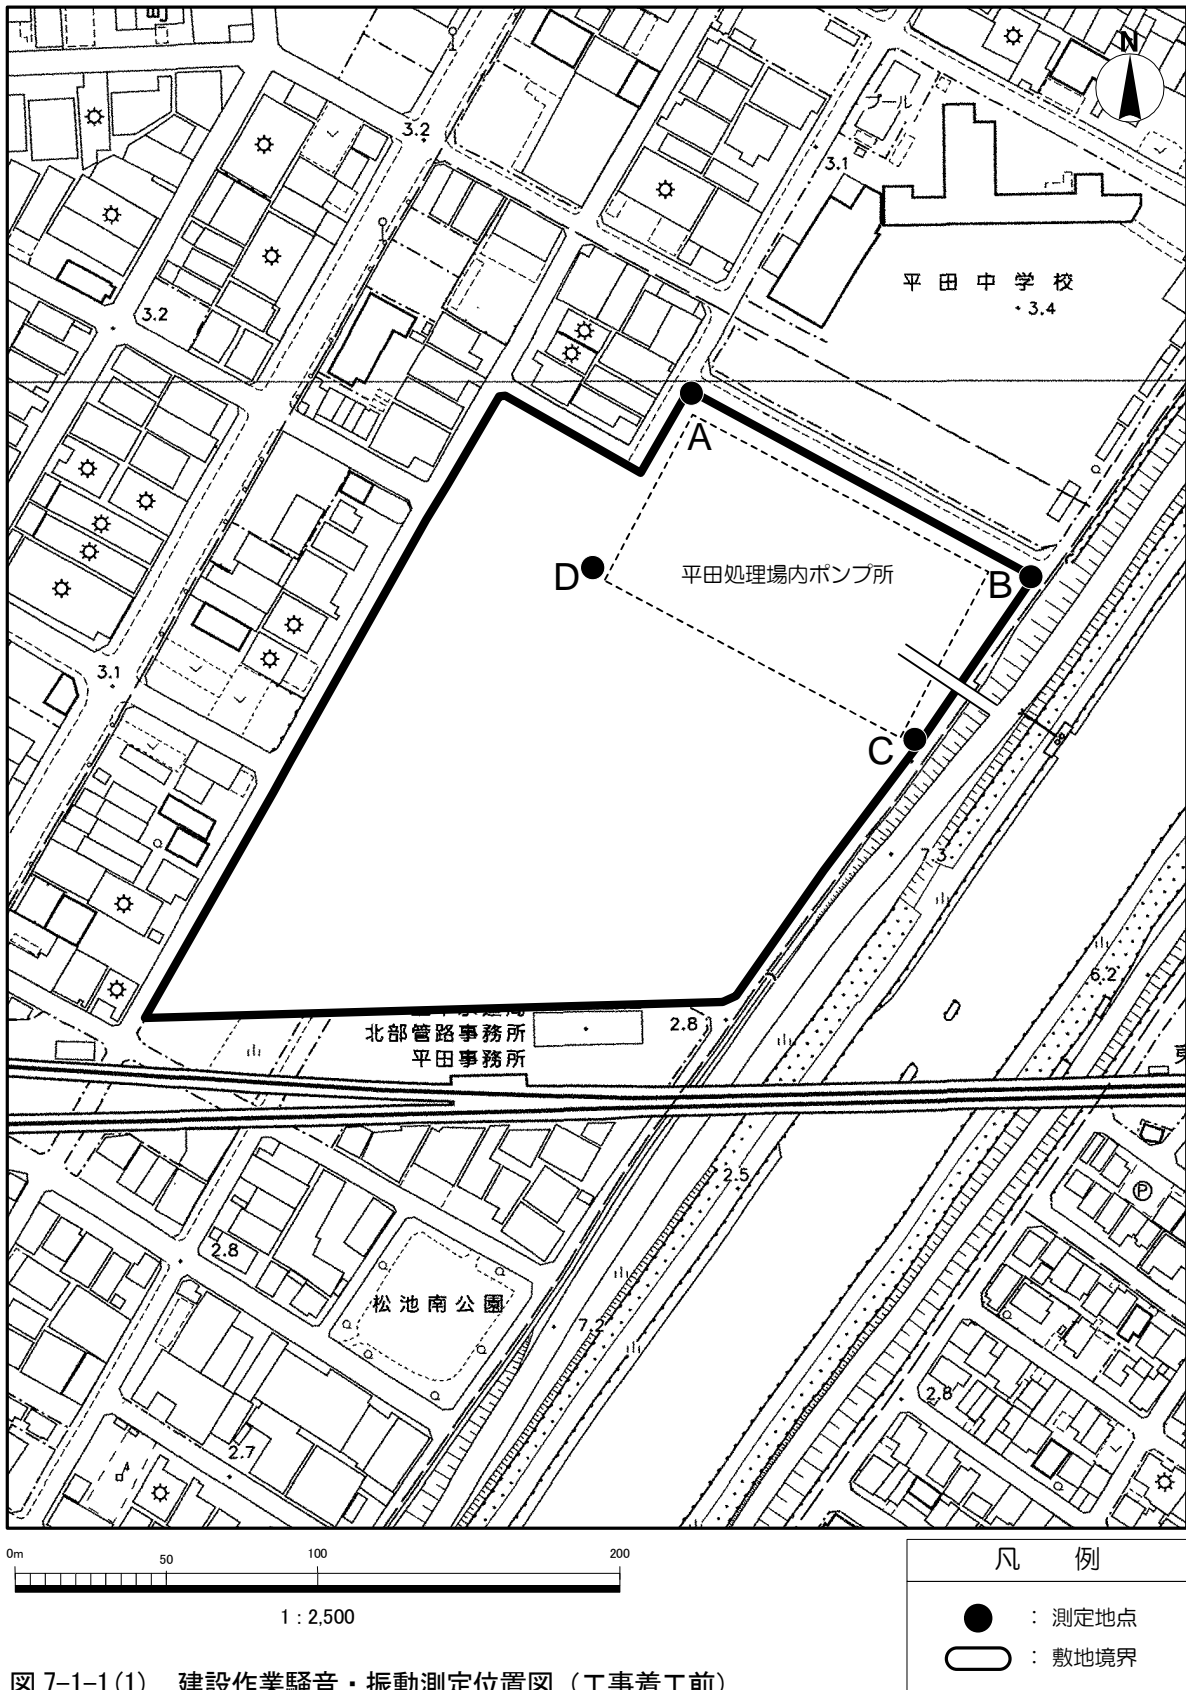 N
3.2
プール
3.1
平田中学校
3.4
3.2
A
D
平田処理場内ポンプ所
B
3.1
C
7.3
6.2
北部管路事務所
平田事務所
2.8
2.5
P
2.8
松池南公園
7.2
2.8
2.7
0m 50 100 200
1：2,500
凡 例
： 測定地点
： 敷地境界
図 7-1-1(1) 建設作業騒音・振動測定位置図（工事着工前）